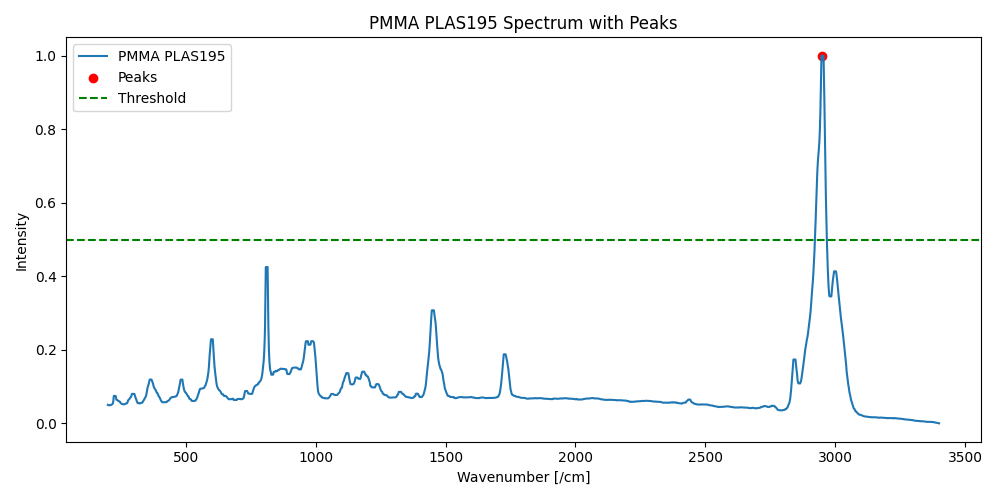 PMMA PLAS195 Spectrum with Peaks
PMMA PLAS195
Peaks
Threshold
Intensity
1.0
0.8
0.6
0.4
0.2
0.0
500
1000
1500
2000
2500
3000
3500
Wavenumber [/cm]